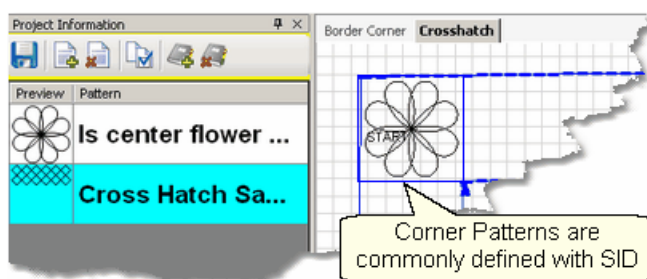 Project Information
Border Corner Crosshatch
Preview Pattern
Is center flower ...
START
Cross Hatch Sa...
Corner Patterns are
commonly defined with SID